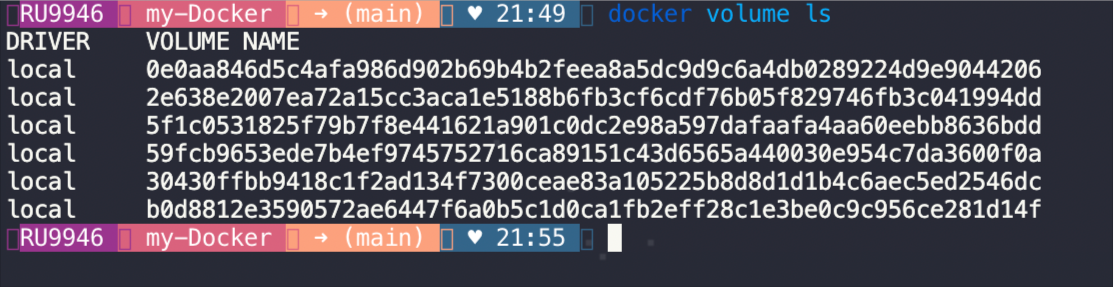 RU9946 my-Docker ➜ (main) ♥ 21:49 docker volume ls
DRIVER VOLUME NAME
local 0e0aa846d5c4afa986d902b69b4b2feea8a5dc9d9c6a4db0289224d9e9044206
local 2e638e2007ea72a15cc3aca1e5188b6fb3cf6cdf76b05f829746fb3c041994dd
local 5f1c0531825f79b7f8e441621a901c0dc2e98a597dafaafa4aa60eebb8636bdd
local 59fcb9653ede7b4ef9745752716ca89151c43d6565a440030e954c7da3600f0a
local 30430ffbb9418c1f2ad134f7300ceae83a105225b8d8d1d1b4c6aec5ed2546dc
local b0d8812e3590572ae6447f6a0b5c1d0ca1fb2eff28c1e3be0c9c956ce281d14f
RU9946 my-Docker ➜ (main) ♥ 21:55